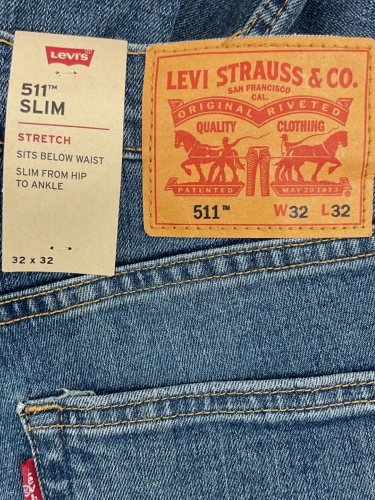 Levi's
511™
SLIM
STRETCH
SITS BELOW WAIST
SLIM FROM HIP
TO ANKLE
32 x 32
LEVI STRAUSS & CO.
SAN FRANCISCO
CAL.
ORIGINAL RIVETED
QUALITY CLOTHING
PATENTED MAY 20 1873
511™ W32 L32